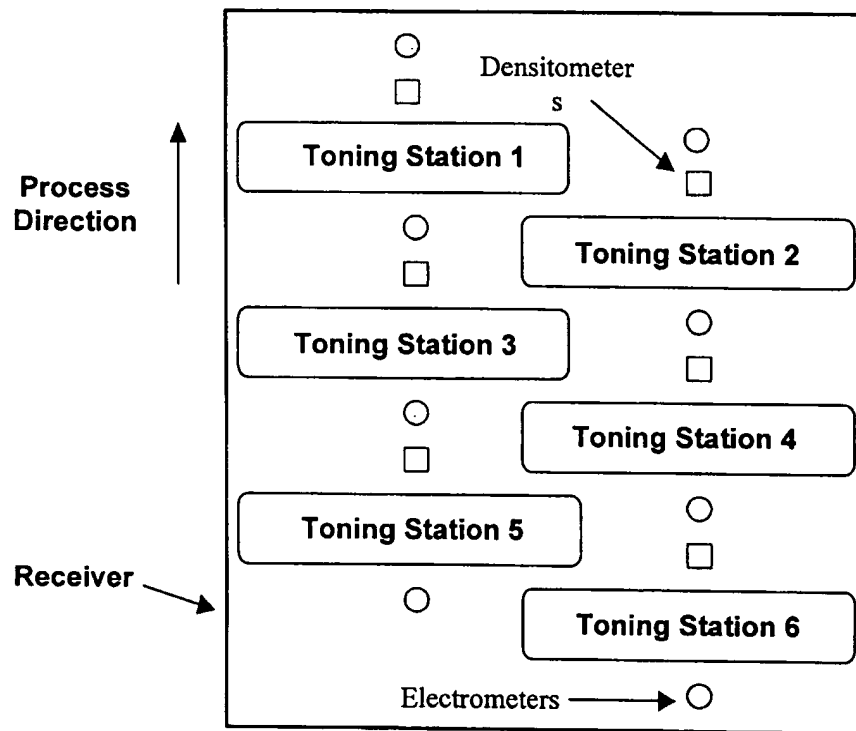 Densitometer
s
Toning Station 1
Process
Direction
Toning Station 2
Toning Station 3
Toning Station 4
Toning Station 5
Receiver
Toning Station 6
Electrometers